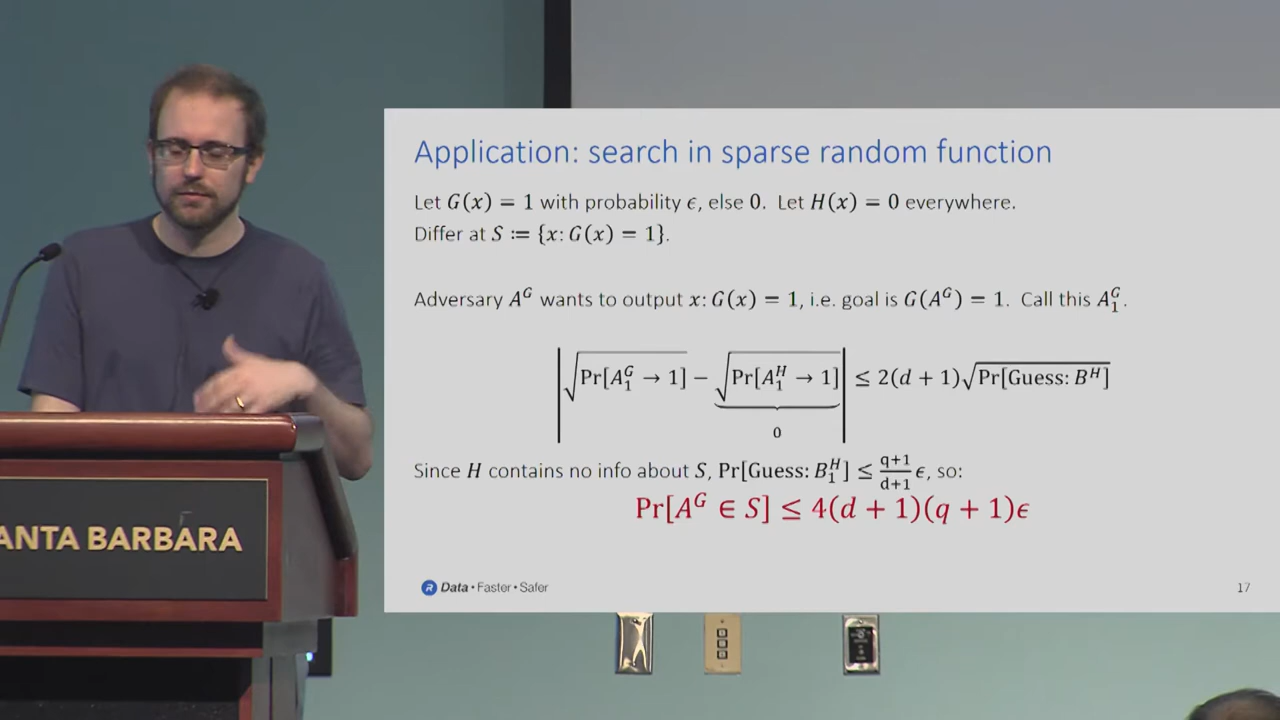 Application: search in sparse random function
Let G(x) = 1 with probability ϵ, else 0. Let H(x) = 0 everywhere.
Differ at S := {x: G(x) = 1}.
Adversary A^G wants to output x: G(x) = 1, i.e. goal is G(A^G) = 1. Call this A_1^G.
|√Pr[A_1^G → 1] − √Pr[A_1^H → 1]| ≤ 2(d + 1)√Pr[Guess: B^H]
0
Since H contains no info about S, Pr[Guess: B_1^H] ≤ (q+1)/(d+1) ϵ, so:
Pr[A^G ∈ S] ≤ 4(d + 1)(q + 1)ϵ
R Data • Faster • Safer
17
ANTA BARBARA